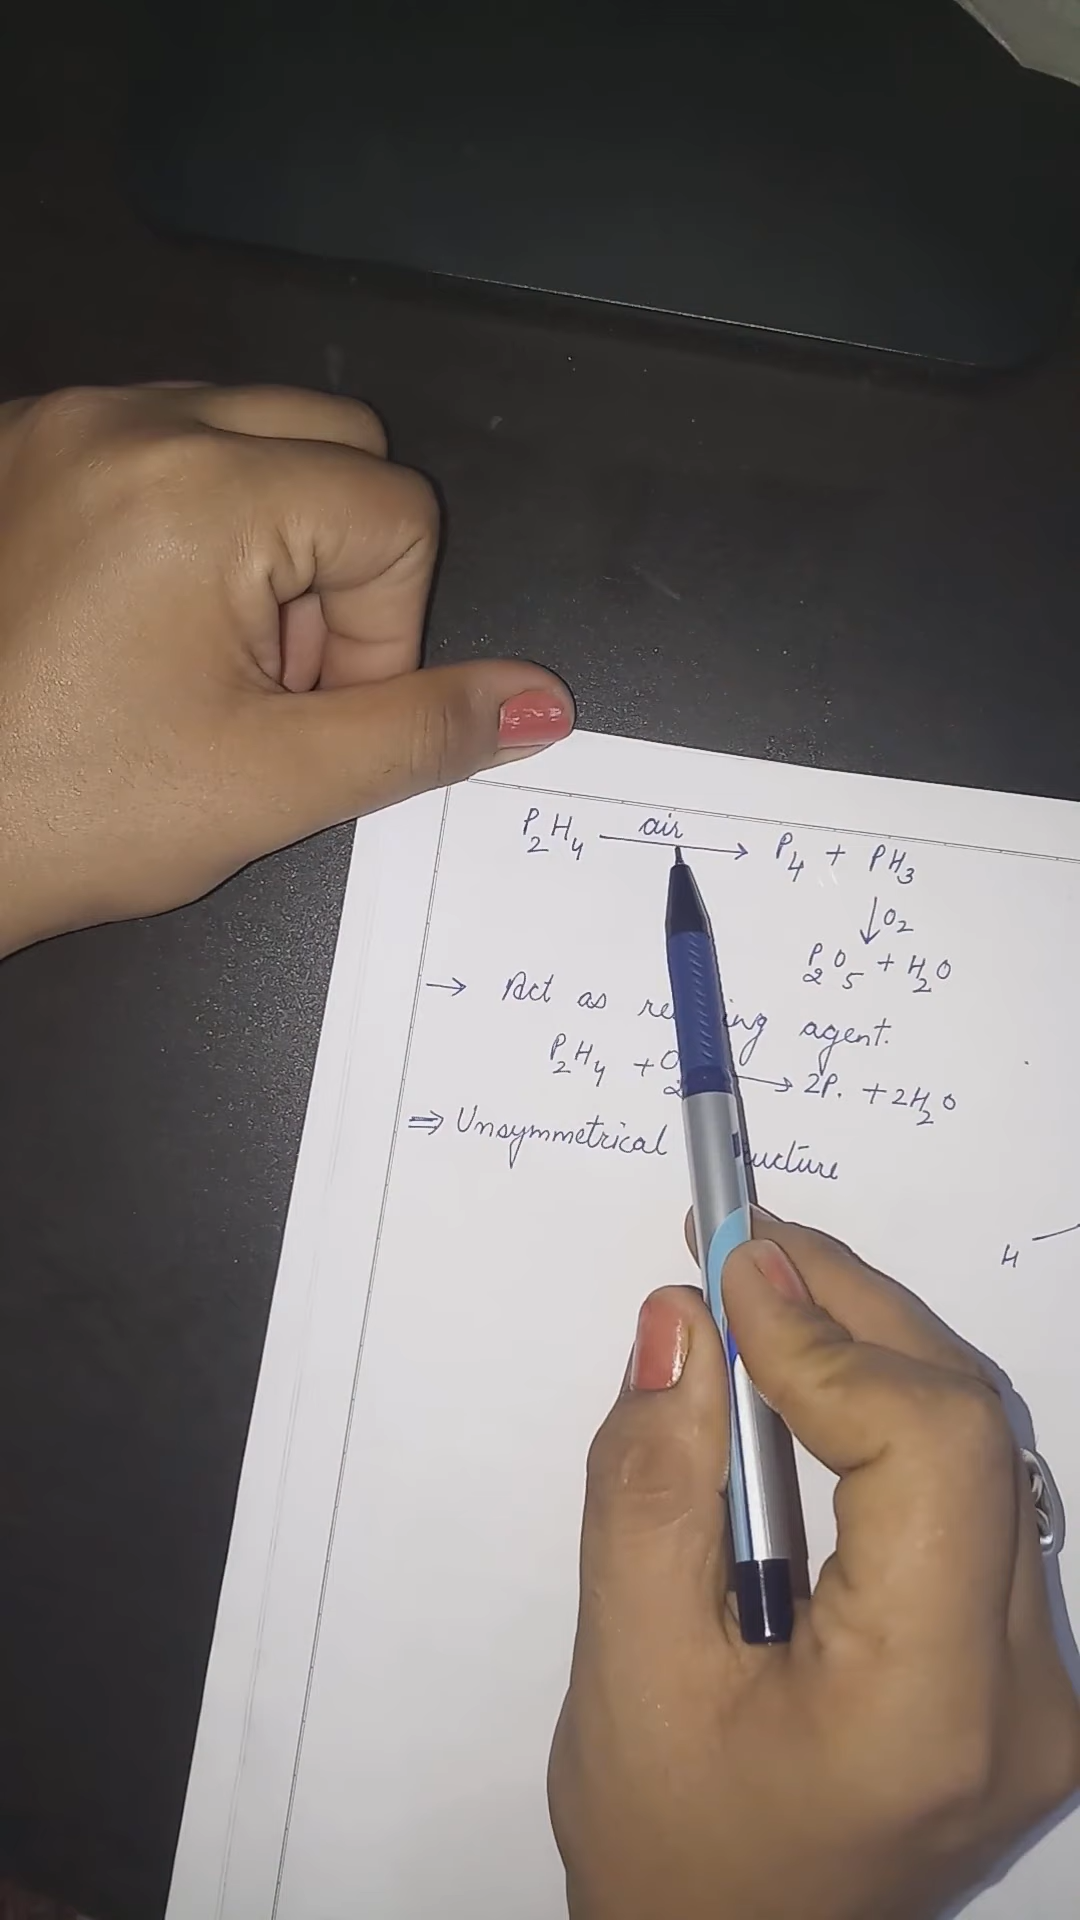 P2H4 air → P4 + PH3
↓ O2
P2O5 + H2O
→ Act as agent.
P2H4 + → 2P. + 2H2O
⇒ Unsymmetrical
H